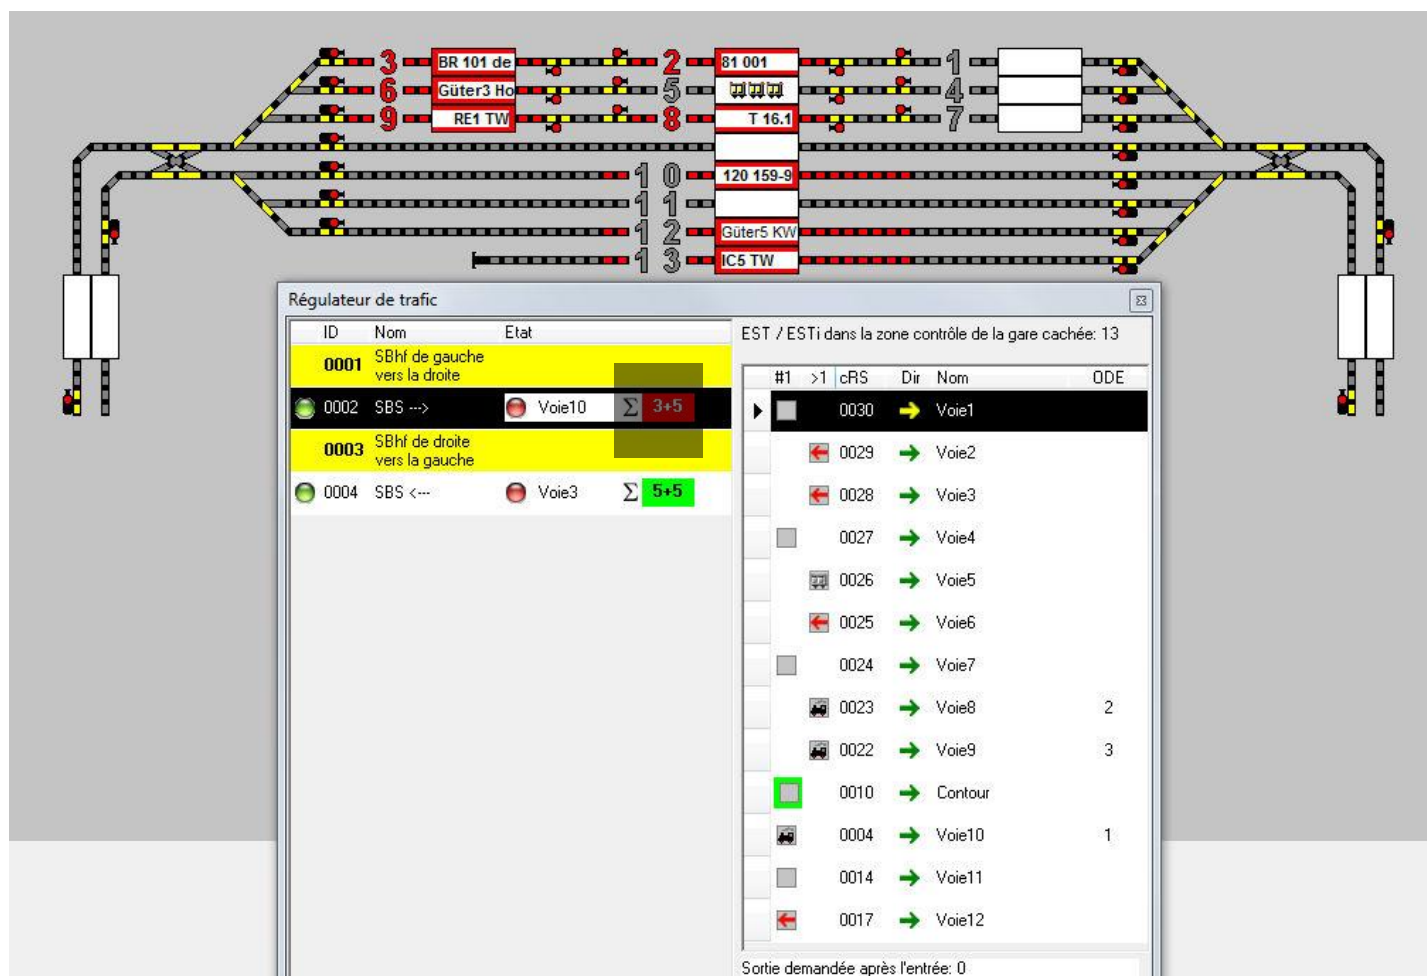 3 BR 101 de 2 81 001 1
6 Güter3 Ho 5 4
9 RE1 TW 8 T 16.1 7
1 0 120 159-9
1 1
1 2 Güter5 KW
1 3 IC5 TW
Régulateur de trafic
ID Nom Etat
0001 SBhf de gauche
vers la droite
0002 SBS ---> Voie10 Σ 3+5
0003 SBhf de droite
vers la gauche
0004 SBS <--- Voie3 Σ 5+5
EST / ESTi dans la zone contrôle de la gare cachée: 13
#1 >1 cRS Dir Nom ODE
0030 Voie1
0029 Voie2
0028 Voie3
0027 Voie4
0026 Voie5
0025 Voie6
0024 Voie7
0023 Voie8 2
0022 Voie9 3
0010 Contour
0004 Voie10 1
0014 Voie11
0017 Voie12
Sortie demandée après l'entrée: 0